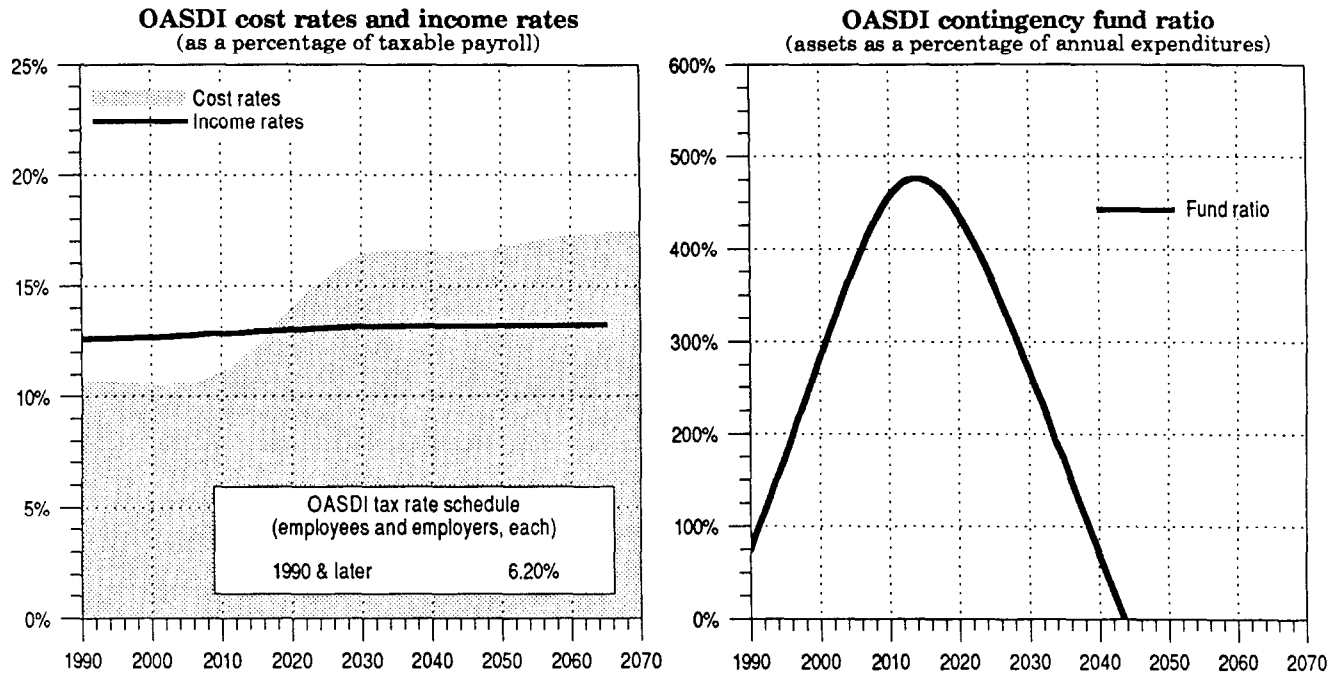 OASDI cost rates and income rates
(as a percentage of taxable payroll)
25%
20%
15%
10%
5%
0%
Cost rates
Income rates
OASDI tax rate schedule
(employees and employers, each)
1990 & later 6.20%
1990 2000 2010 2020 2030 2040 2050 2060 2070
OASDI contingency fund ratio
(assets as a percentage of annual expenditures)
600%
500%
400%
300%
200%
100%
0%
Fund ratio
1990 2000 2010 2020 2030 2040 2050 2060 2070